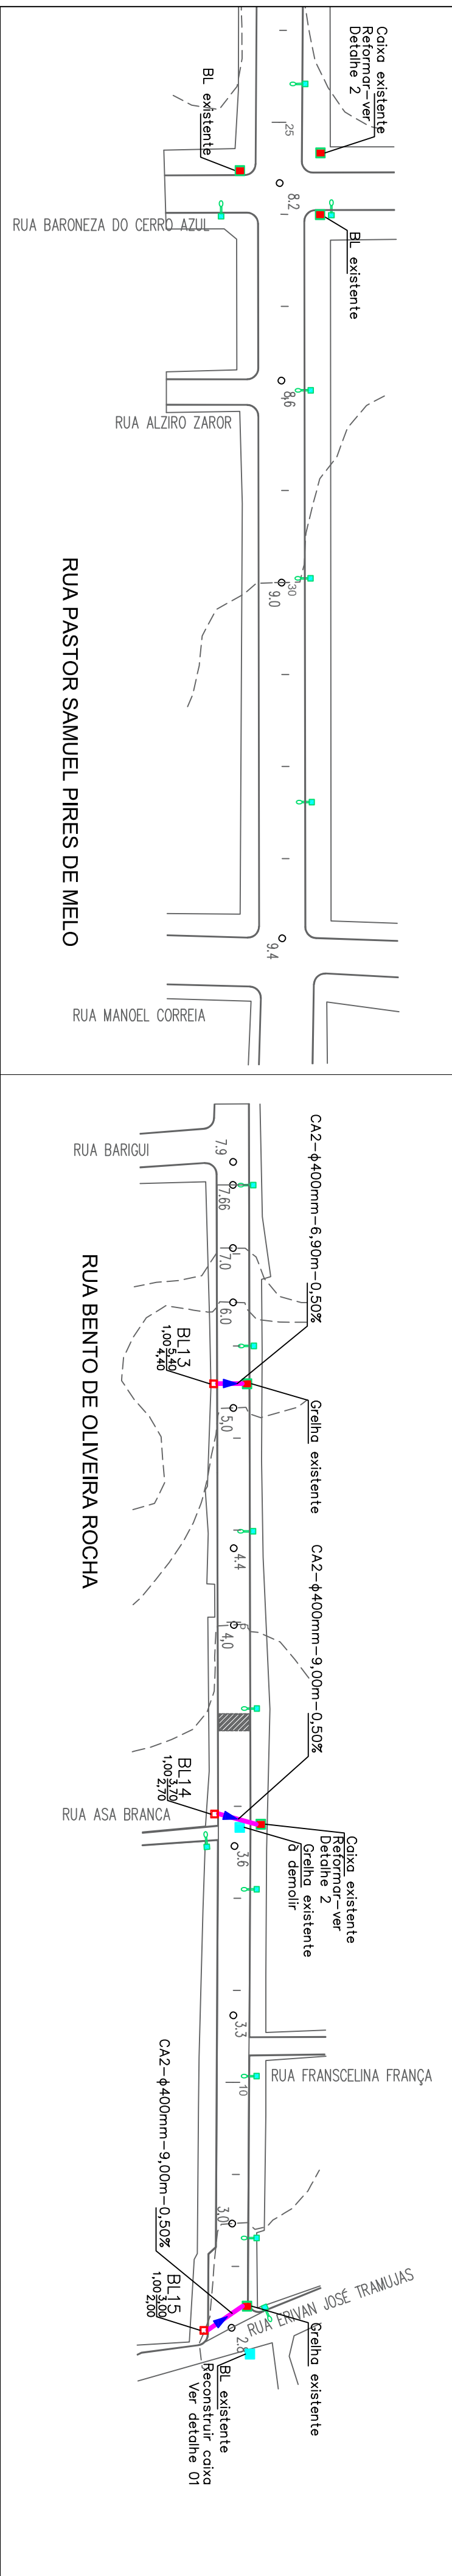 Caixa existente
Reformar-ver
Detalhe 2
25
BL existente
8.2
RUA BARONEZA DO CERRO AZUL
BL existente
8,6
RUA ALZIRO ZAROR
RUA PASTOR SAMUEL PIRES DE MELO
30
9.0
9.4
RUA MANOEL CORREIA
CA2-ϕ400mm-6,90m-0,50%
RUA BARIGUI
7.9
7.66
7.0
6.0
RUA BENTO DE OLIVEIRA ROCHA
BL13
1,00 5,40
4,40
Grelha existente
5,0
CA2-ϕ400mm-9,00m-0,50%
4.4
4,0
BL14
1,00 3,70
2,70
RUA ASA BRANCA
Caixa existente
Reformar-ver
Detalhe 2
Grelha existente
à demolir
3.6
3.3
RUA FRANSCELINA FRANÇA
10
CA2-ϕ400mm-9,00m-0,50%
3,0
BL15
1,00 3,00
2,00
RUA ERIVAN JOSÉ TRAMUJAS
Grelha existente
2.8
BL existente
Reconstruir caixa
Ver detalhe 01